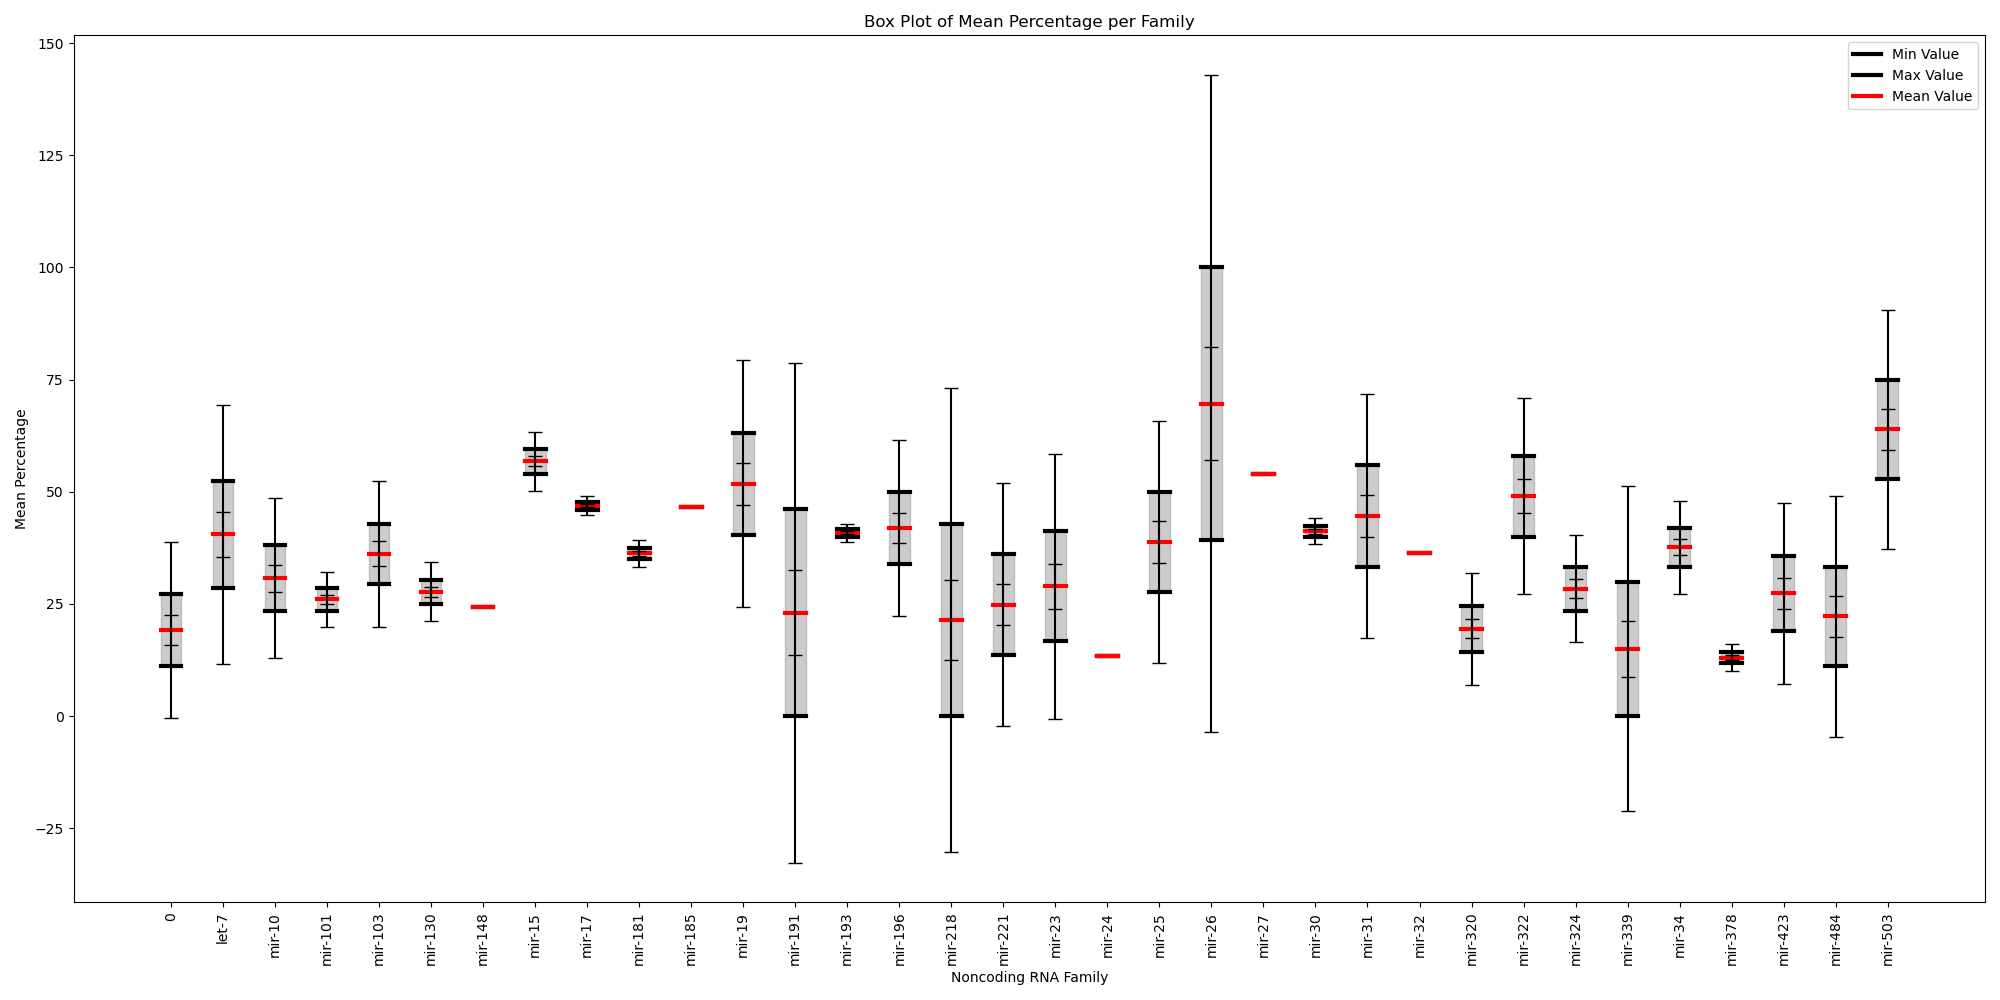 Box Plot of Mean Percentage per Family
150
125
100
75
50
25
0
−25
Mean Percentage
Min Value
Max Value
Mean Value
0
let-7
mir-10
mir-101
mir-103
mir-130
mir-148
mir-15
mir-17
mir-181
mir-185
mir-19
mir-191
mir-193
mir-196
mir-218
mir-221
mir-23
mir-24
mir-25
mir-26
mir-27
mir-30
mir-31
mir-32
mir-320
mir-322
mir-324
mir-339
mir-34
mir-378
mir-423
mir-484
mir-503
Noncoding RNA Family